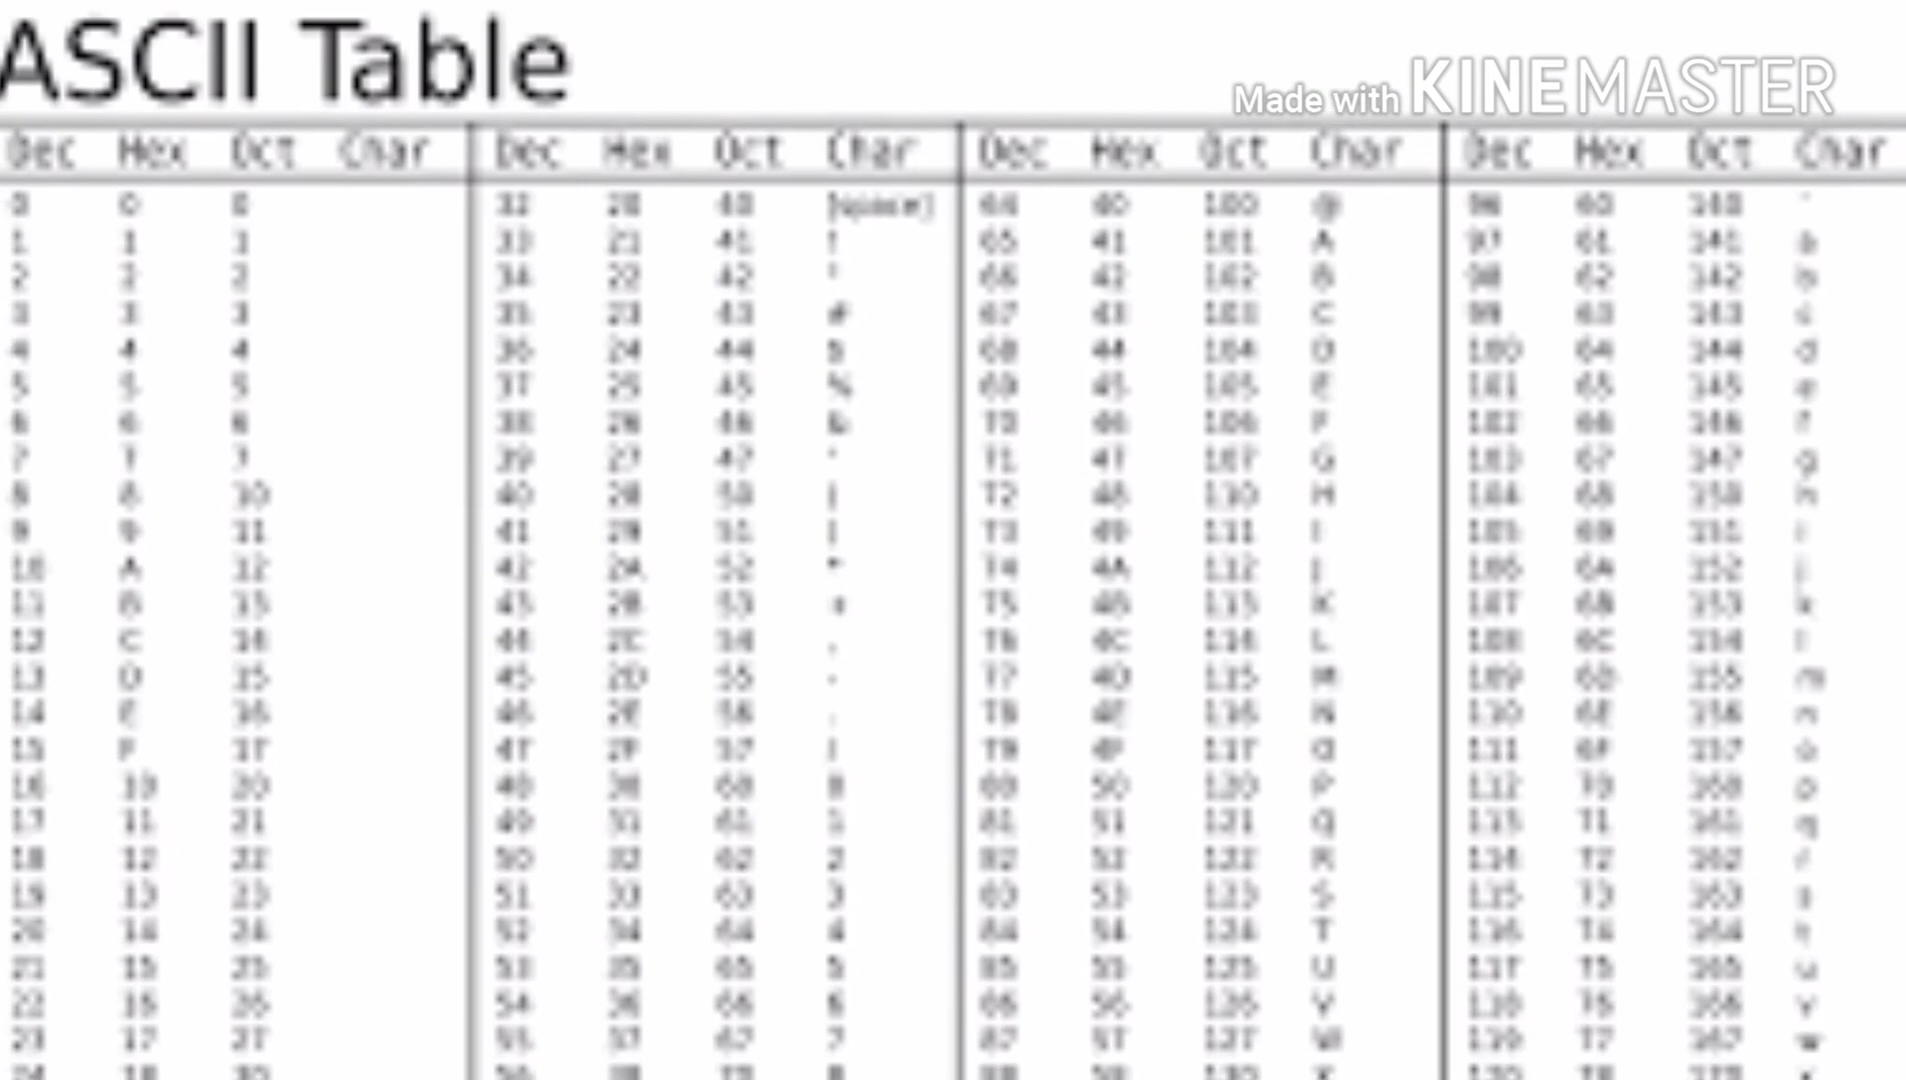 ASCII Table
Made with KINEMASTER
Dec Hex Oct Char Dec Hex Oct Char Dec Hex Oct Char Dec Hex Oct Char
0 0 0 32 20 40 [space] 64 40 100 @ 96 60 140 `
1 1 1 33 21 41 ! 65 41 101 A 97 61 141 a
2 2 2 34 22 42 " 66 42 102 B 98 62 142 b
3 3 3 35 23 43 # 67 43 103 C 99 63 143 c
4 4 4 36 24 44 $ 68 44 104 D 100 64 144 d
5 5 5 37 25 45 % 69 45 105 E 101 65 145 e
6 6 6 38 26 46 & 70 46 106 F 102 66 146 f
7 7 7 39 27 47 ' 71 47 107 G 103 67 147 g
8 8 10 40 28 50 ( 72 48 110 H 104 68 150 h
9 9 11 41 29 51 ) 73 49 111 I 105 69 151 i
10 A 12 42 2A 52 * 74 4A 112 J 106 6A 152 j
11 B 13 43 2B 53 + 75 4B 113 K 107 6B 153 k
12 C 14 44 2C 54 , 76 4C 114 L 108 6C 154 l
13 D 15 45 2D 55 - 77 4D 115 M 109 6D 155 m
14 E 16 46 2E 56 . 78 4E 116 N 110 6E 156 n
15 F 17 47 2F 57 / 79 4F 117 O 111 6F 157 o
16 10 20 48 30 60 0 80 50 120 P 112 70 160 p
17 11 21 49 31 61 1 81 51 121 Q 113 71 161 q
18 12 22 50 32 62 2 82 52 122 R 114 72 162 r
19 13 23 51 33 63 3 83 53 123 S 115 73 163 s
20 14 24 52 34 64 4 84 54 124 T 116 74 164 t
21 15 25 53 35 65 5 85 55 125 U 117 75 165 u
22 16 26 54 36 66 6 86 56 126 V 118 76 166 v
23 17 27 55 37 67 7 87 57 127 W 119 77 167 w